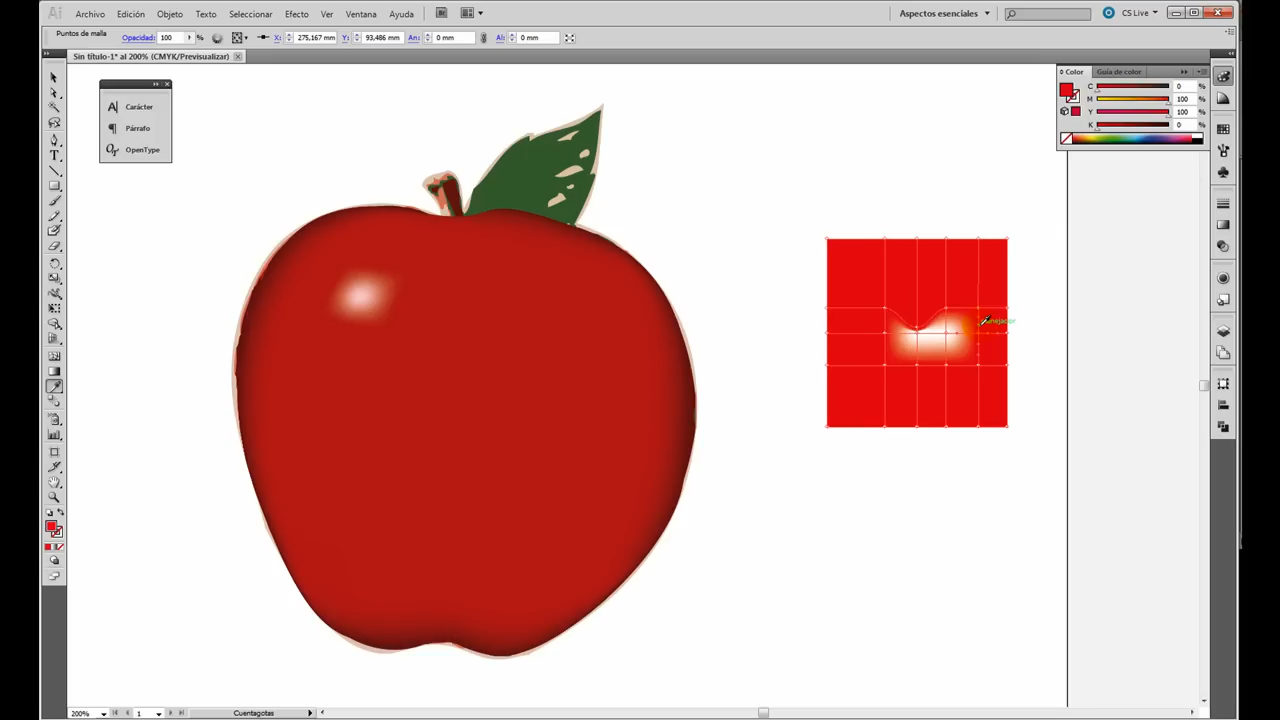 Ai Archivo Edición Objeto Texto Seleccionar Efecto Ver Ventana Ayuda Br Aspectos esenciales CS Live
Puntos de malla Opacidad: 100 % X: 275,167 mm Y: 93,486 mm An: 0 mm Al: 0 mm
Sin título-1* al 200% (CMYK/Previsualizar)
Color Guía de color
C 0 %
M 100 %
Y 100 %
K 0 %
A Carácter
¶ Párrafo
O OpenType
200% 1 Cuentagotas